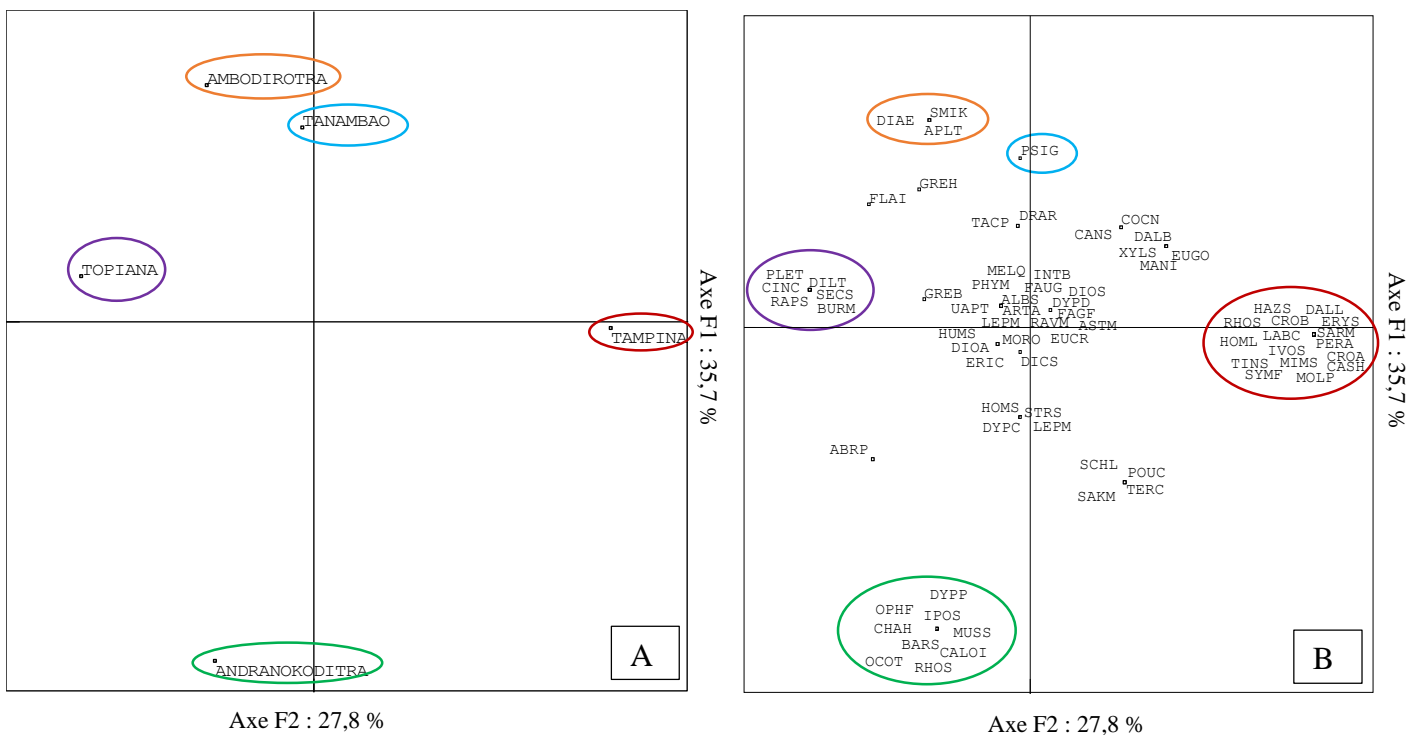 AMBODIROTRA
TANAMBAO
TOPIANA
TAMPINA
ANDRANOKODITRA
A
Axe F1 : 35,7 %
Axe F2 : 27,8 %
SMIK
DIAE
APLT
PSIG
GREH
FLAI
DRAR
TACP
COCN
CANS
DALB
XYLS EUGO
MANI
PLET
CINC DILT
SECS
RAPS BURM
MELQ INTB
PHYM FAUG DIOS
GREB
ALBS DYPD
UAPT ARTA FAGF
LEPM RAVM ASTM
HUMS
MORO EUCR
DIOA
ERIC DICS
HAZS DALL
RHOS CROB ERYS
LABC SARM
HOML PERA
IVOS
CROA
TINS MIMS CASH
SYMF MOLP
HOMS STRS
DYPC LEPM
ABRP
SCHL
POUC
SAKM TERC
DYPP
OPHF IPOS
CHAH MUSS
BARS
CALOI
OCOT RHOS
B
Axe F1 : 35,7 %
Axe F2 : 27,8 %